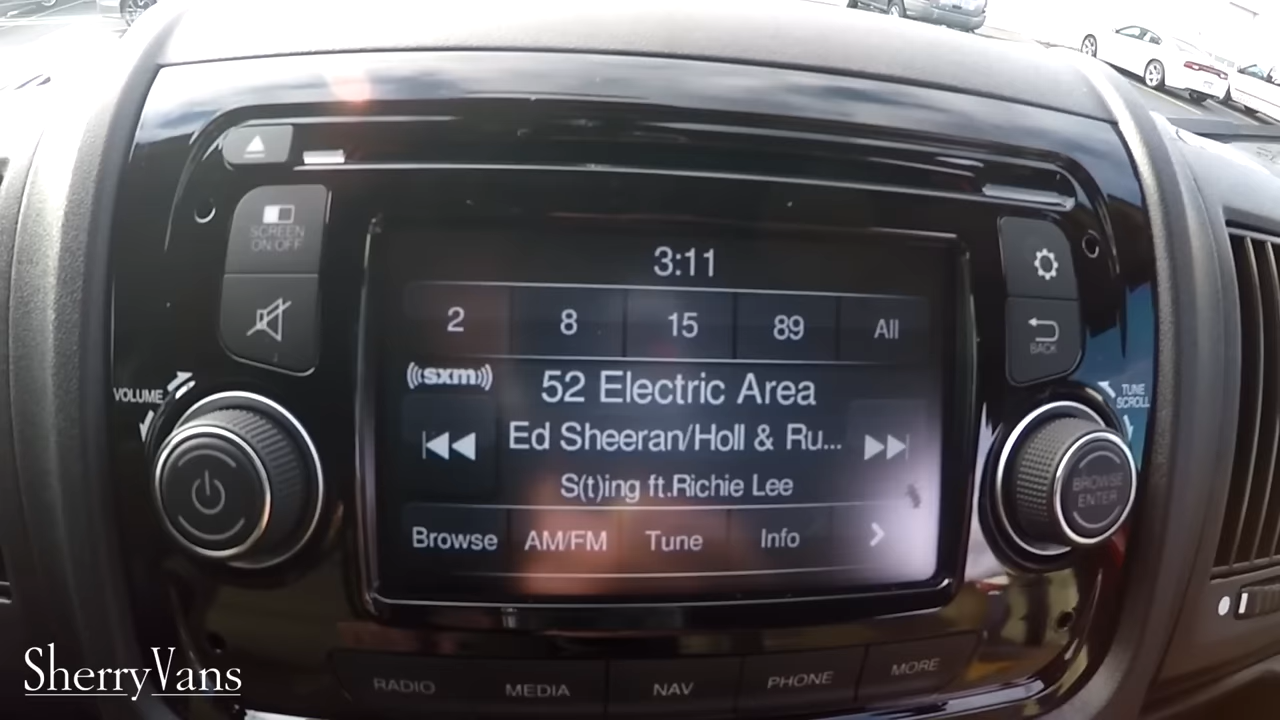 SCREEN
ON/OFF
3:11
2 8 15 89 All
((sxm))
52 Electric Area
Ed Sheeran/Holl & Ru...
S(t)ing ft.Richie Lee
Browse AM/FM Tune Info >
BACK
VOLUME
TUNE
SCROLL
BROWSE
ENTER
RADIO MEDIA NAV PHONE MORE
SherryVans